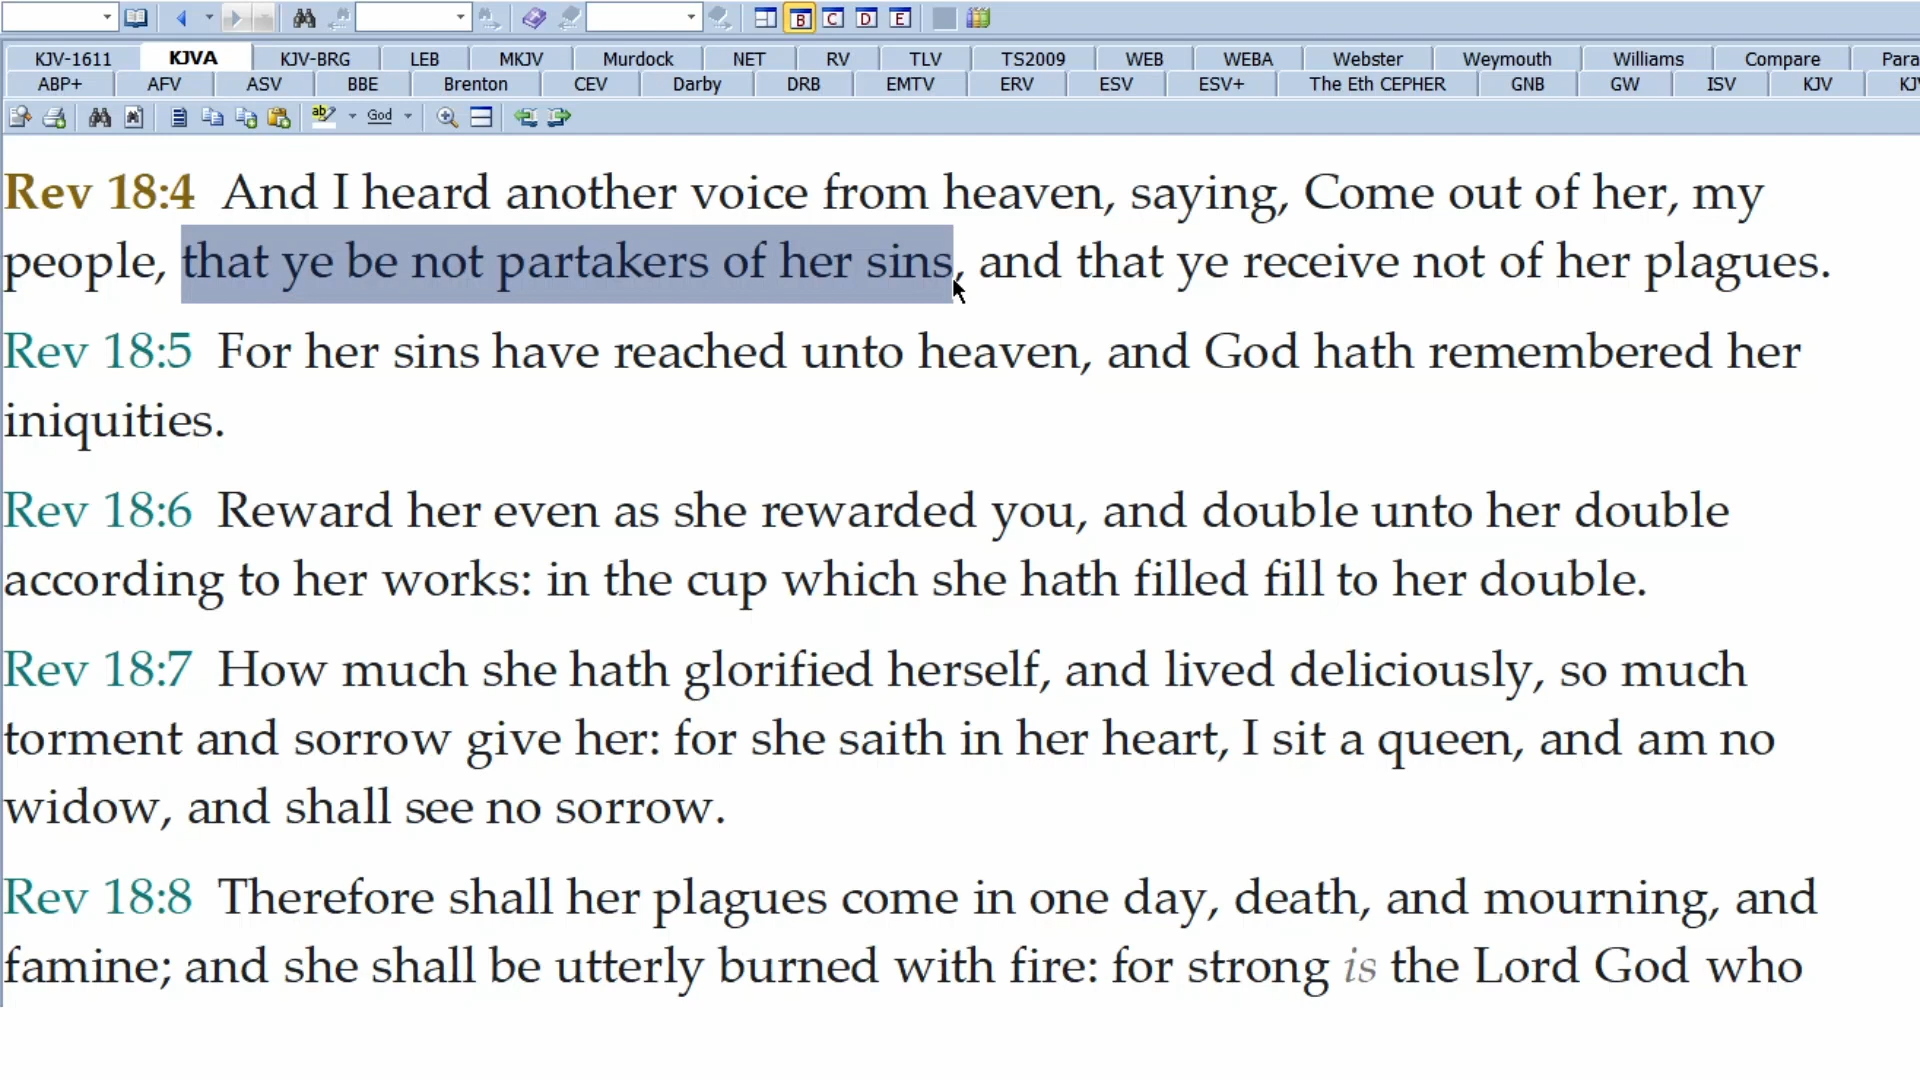 B C D E
KJV-1611 KJVA KJV-BRG LEB MKJV Murdock NET RV TLV TS2009 WEB WEBA Webster Weymouth Williams Compare Para
ABP+ AFV ASV BBE Brenton CEV Darby DRB EMTV ERV ESV ESV+ The Eth CEPHER GNB GW ISV KJV KJ
ab God
Rev 18:4 And I heard another voice from heaven, saying, Come out of her, my
people, that ye be not partakers of her sins, and that ye receive not of her plagues.
Rev 18:5 For her sins have reached unto heaven, and God hath remembered her
iniquities.
Rev 18:6 Reward her even as she rewarded you, and double unto her double
according to her works: in the cup which she hath filled fill to her double.
Rev 18:7 How much she hath glorified herself, and lived deliciously, so much
torment and sorrow give her: for she saith in her heart, I sit a queen, and am no
widow, and shall see no sorrow.
Rev 18:8 Therefore shall her plagues come in one day, death, and mourning, and
famine; and she shall be utterly burned with fire: for strong is the Lord God who